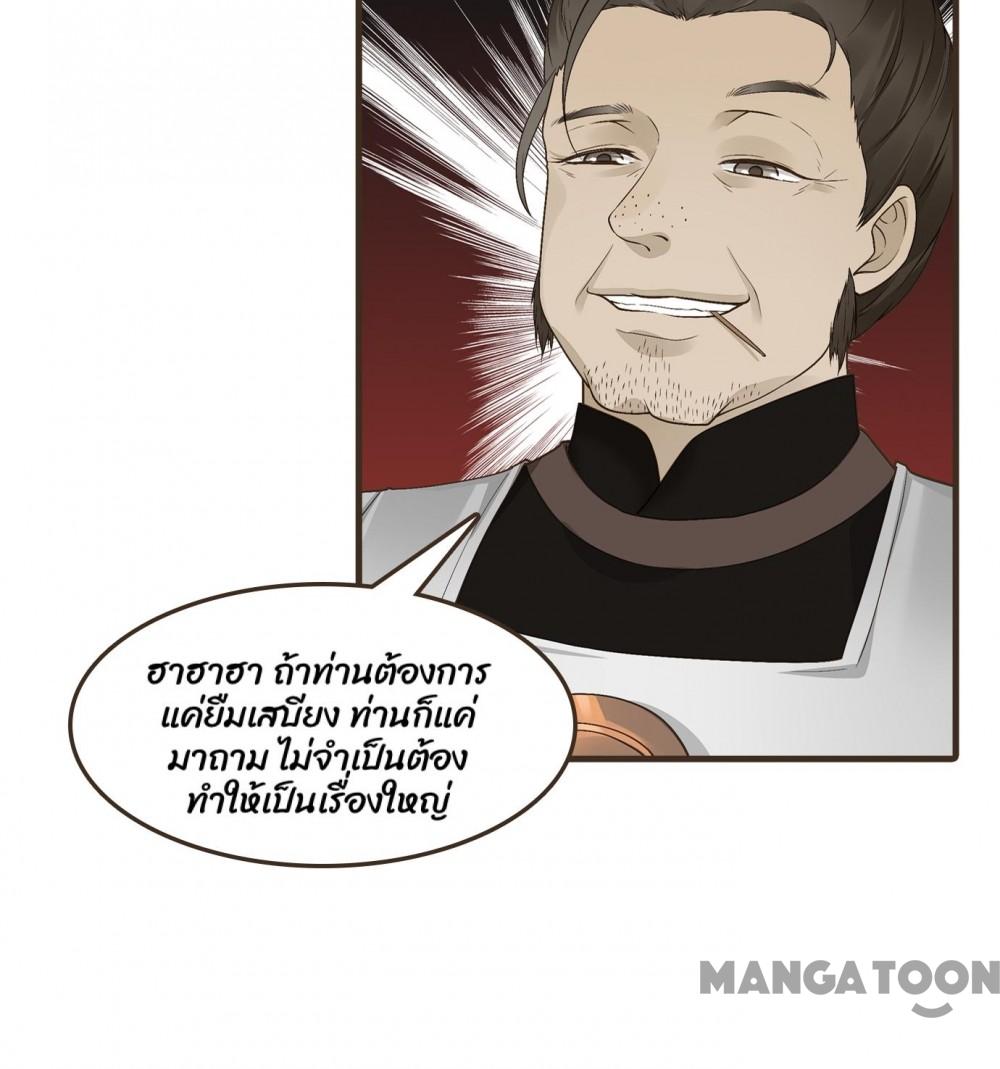 ฮาฮาฮา ถ้าท่านต้องการ
แค่ยืมเสบียง ท่านก็แค่
มาถาม ไม่จำเป็นต้อง
ทำให้เป็นเรื่องใหญ่
MANGATOON